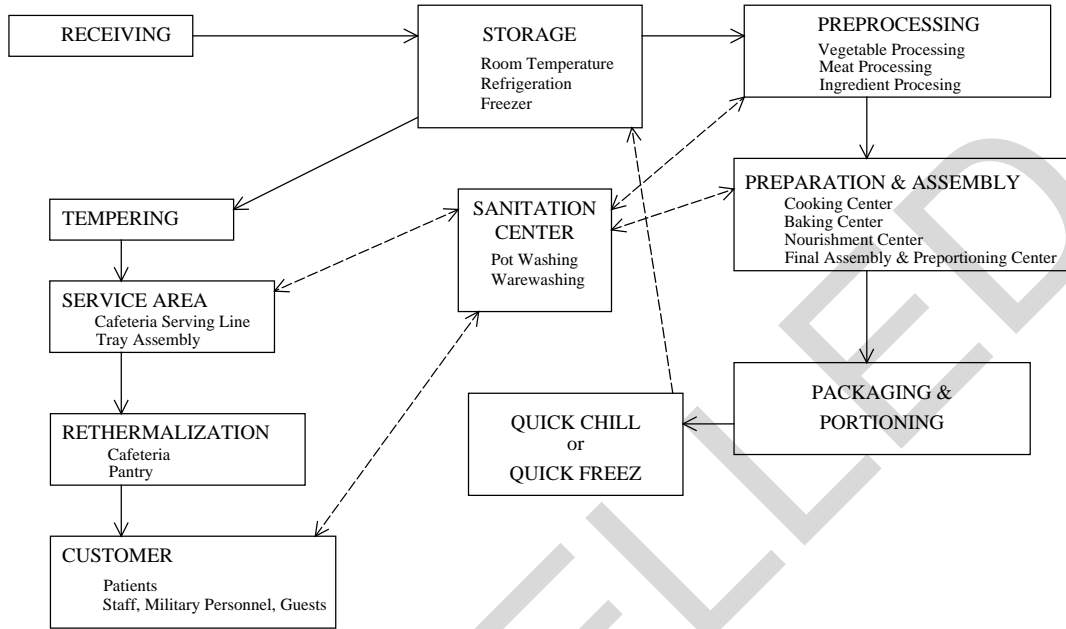 RECEIVING
STORAGE
Room Temperature
Refrigeration
Freezer
PREPROCESSING
Vegetable Processing
Meat Processing
Ingredient Procesing
PREPARATION & ASSEMBLY
Cooking Center
Baking Center
Nourishment Center
Final Assembly & Preportioning Center
SANITATION
CENTER
Pot Washing
Warewashing
TEMPERING
SERVICE AREA
Cafeteria Serving Line
Tray Assembly
PACKAGING &
PORTIONING
QUICK CHILL
or
QUICK FREEZ
RETHERMALIZATION
Cafeteria
Pantry
CUSTOMER
Patients
Staff, Military Personnel, Guests
ELLED